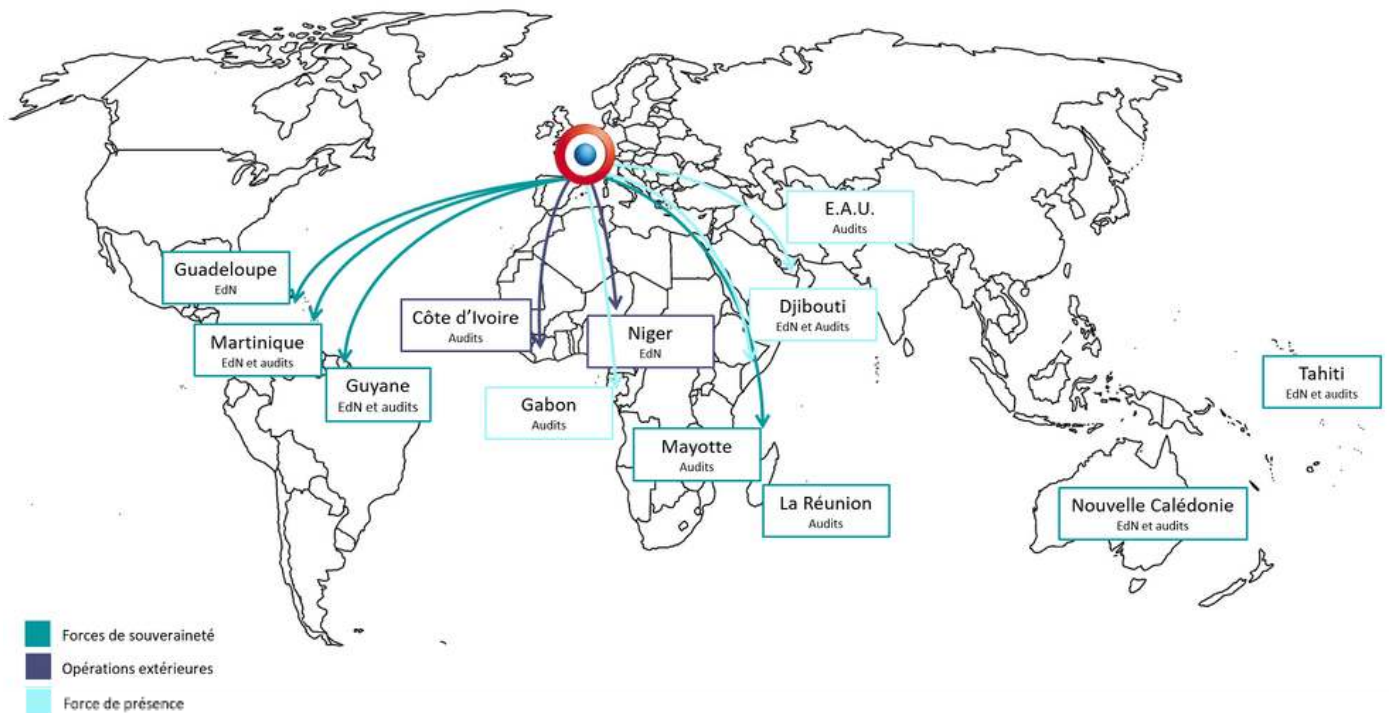 E.A.U.
Audits
Guadeloupe
EdN
Djibouti
EdN et Audits
Côte d'Ivoire
Audits
Niger
EdN
Martinique
EdN et audits
Tahiti
EdN et audits
Guyane
EdN et audits
Gabon
Audits
Mayotte
Audits
La Réunion
Audits
Nouvelle Calédonie
EdN et audits
Forces de souveraineté
Opérations extérieures
Force de présence